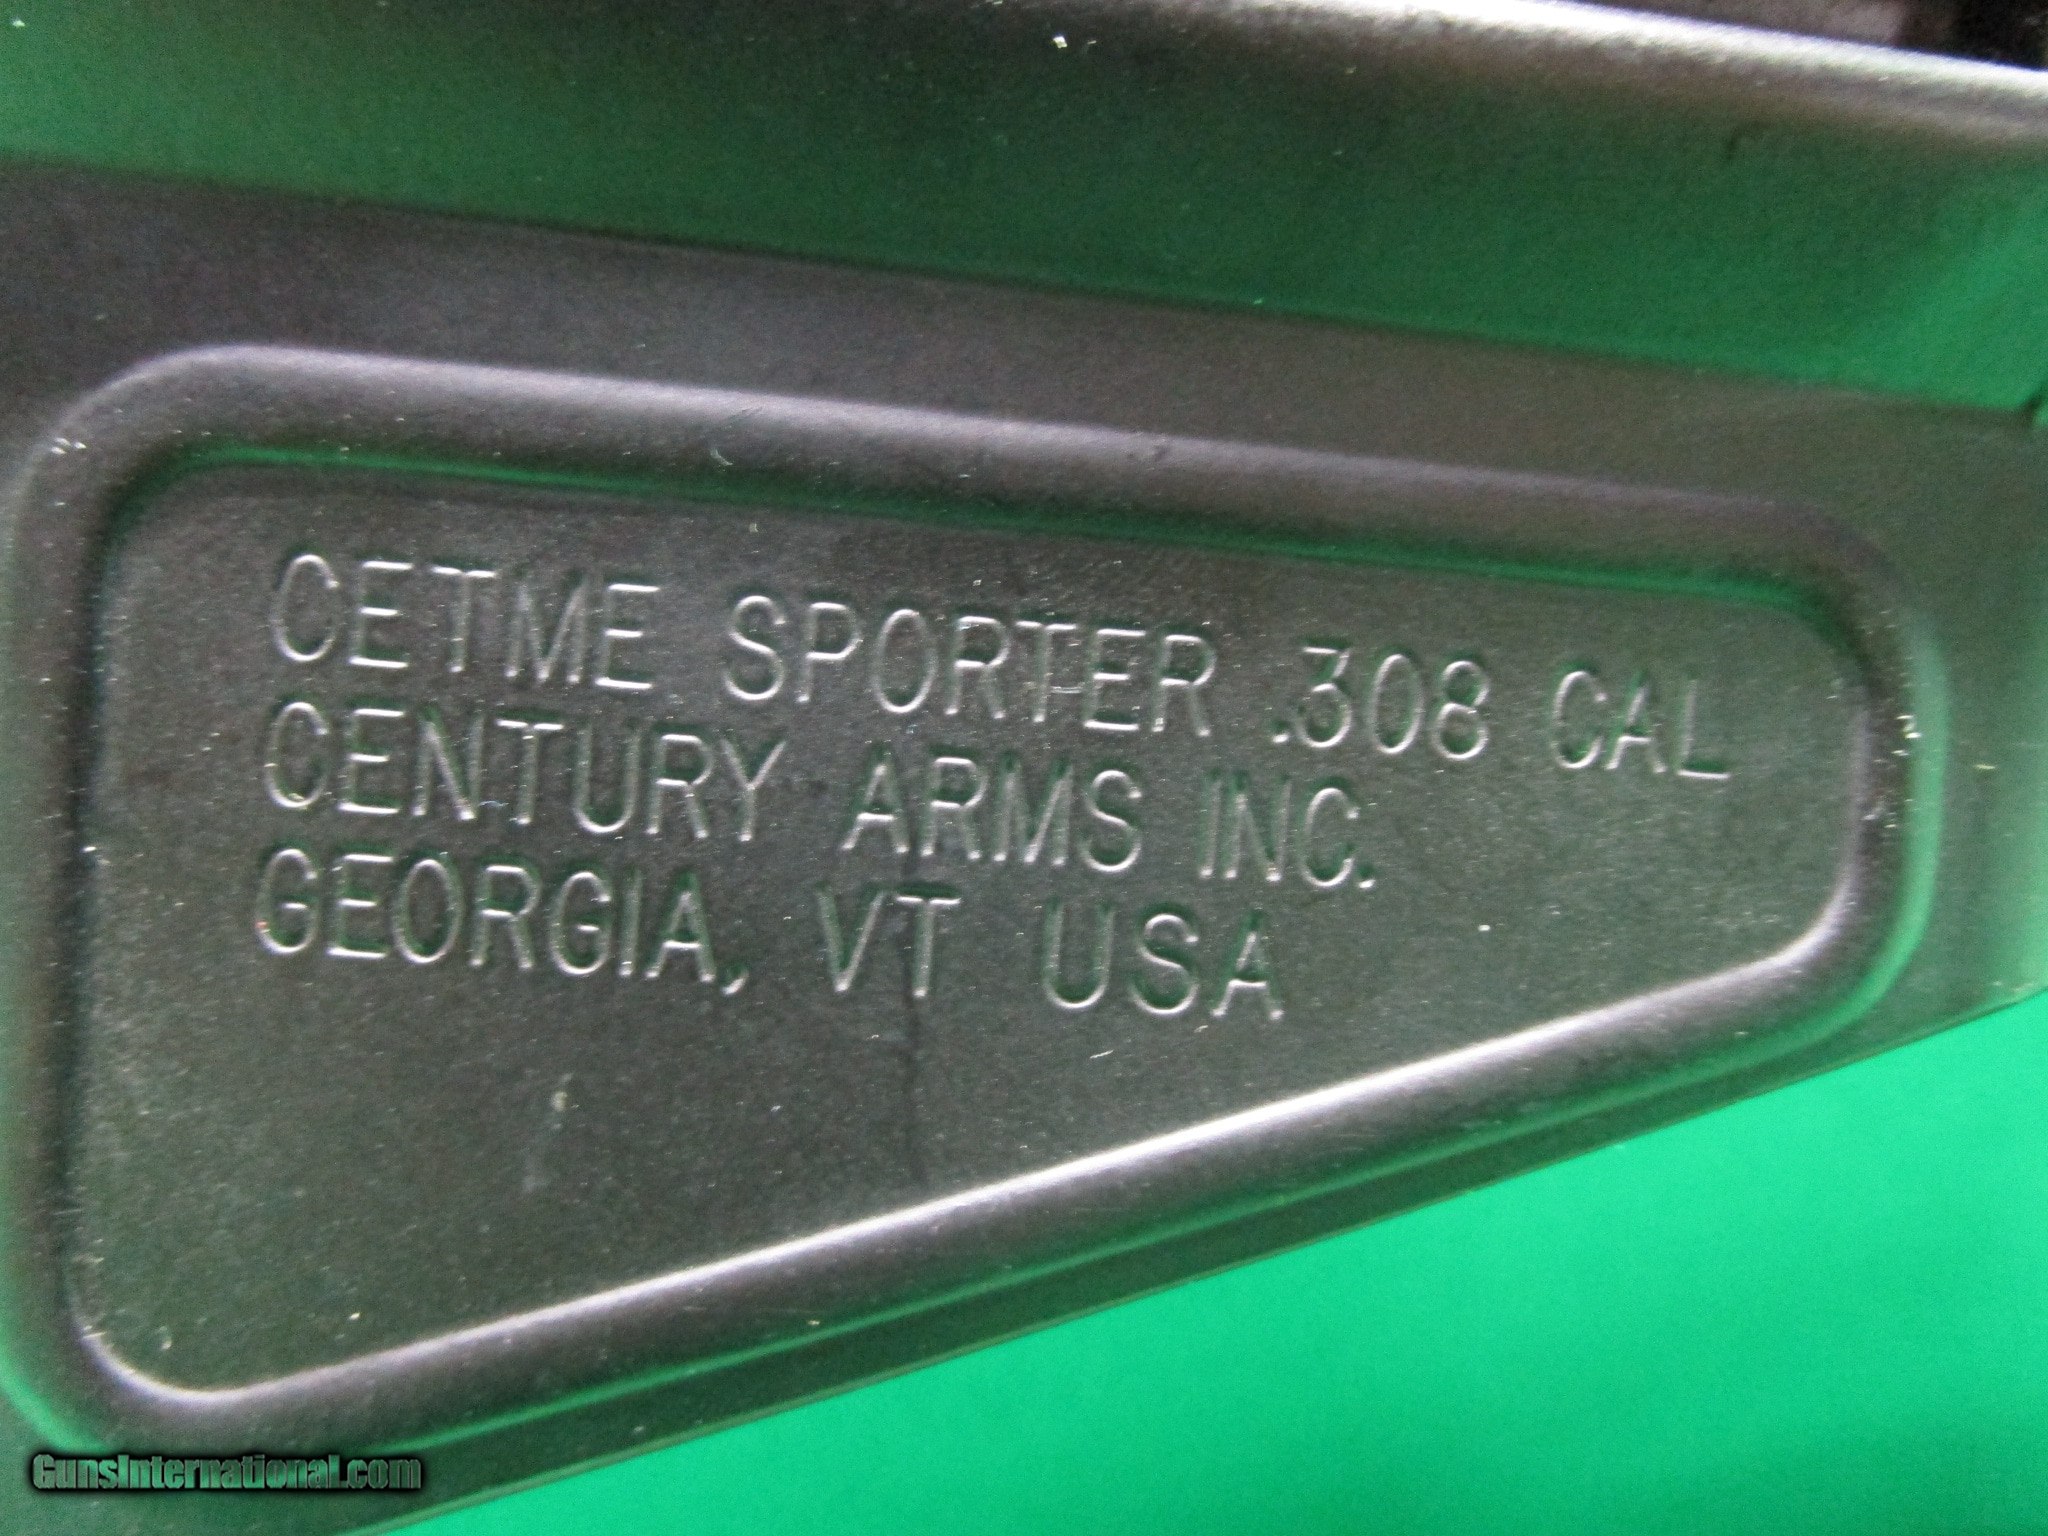 CETME SPORTER .308 CAL
CENTURY ARMS INC.
GEORGIA, VT USA
GunsInternational.com